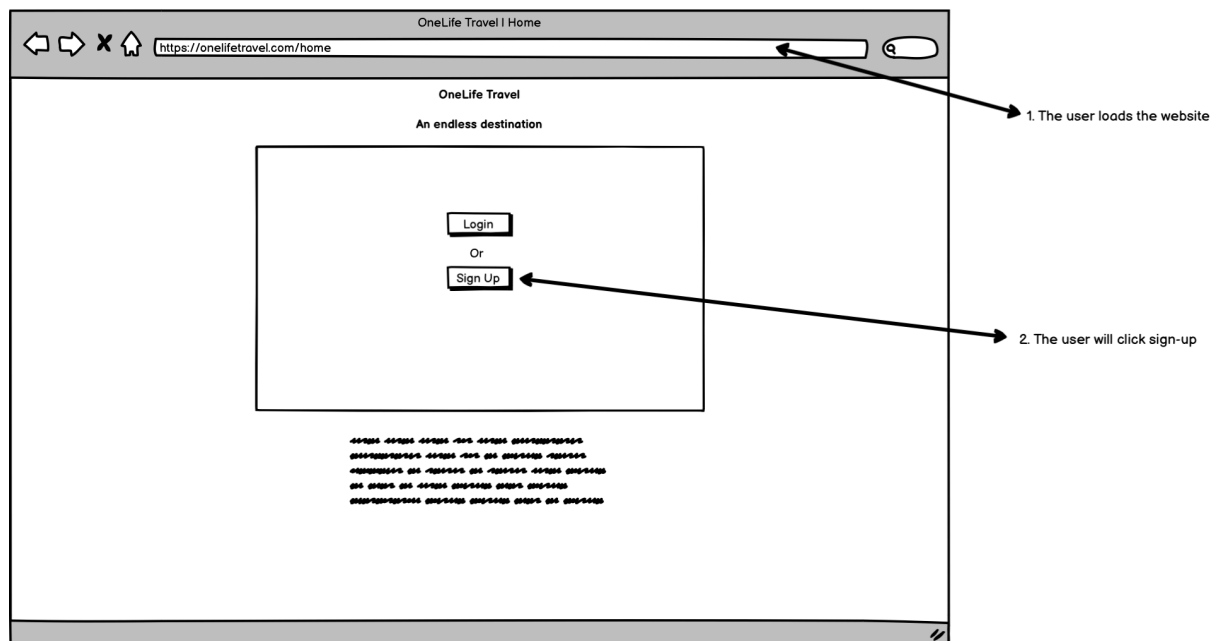 OneLife Travel | Home
https://onelifetravel.com/home
OneLife Travel
An endless destination
Login
Or
Sign Up
1. The user loads the website
2. The user will click sign-up